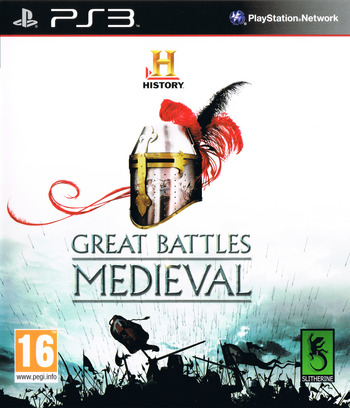 PS3
PlayStation®Network
H
HISTORY
GREAT BATTLES
MEDIEVAL
16
www.pegi.info
SLITHERINE